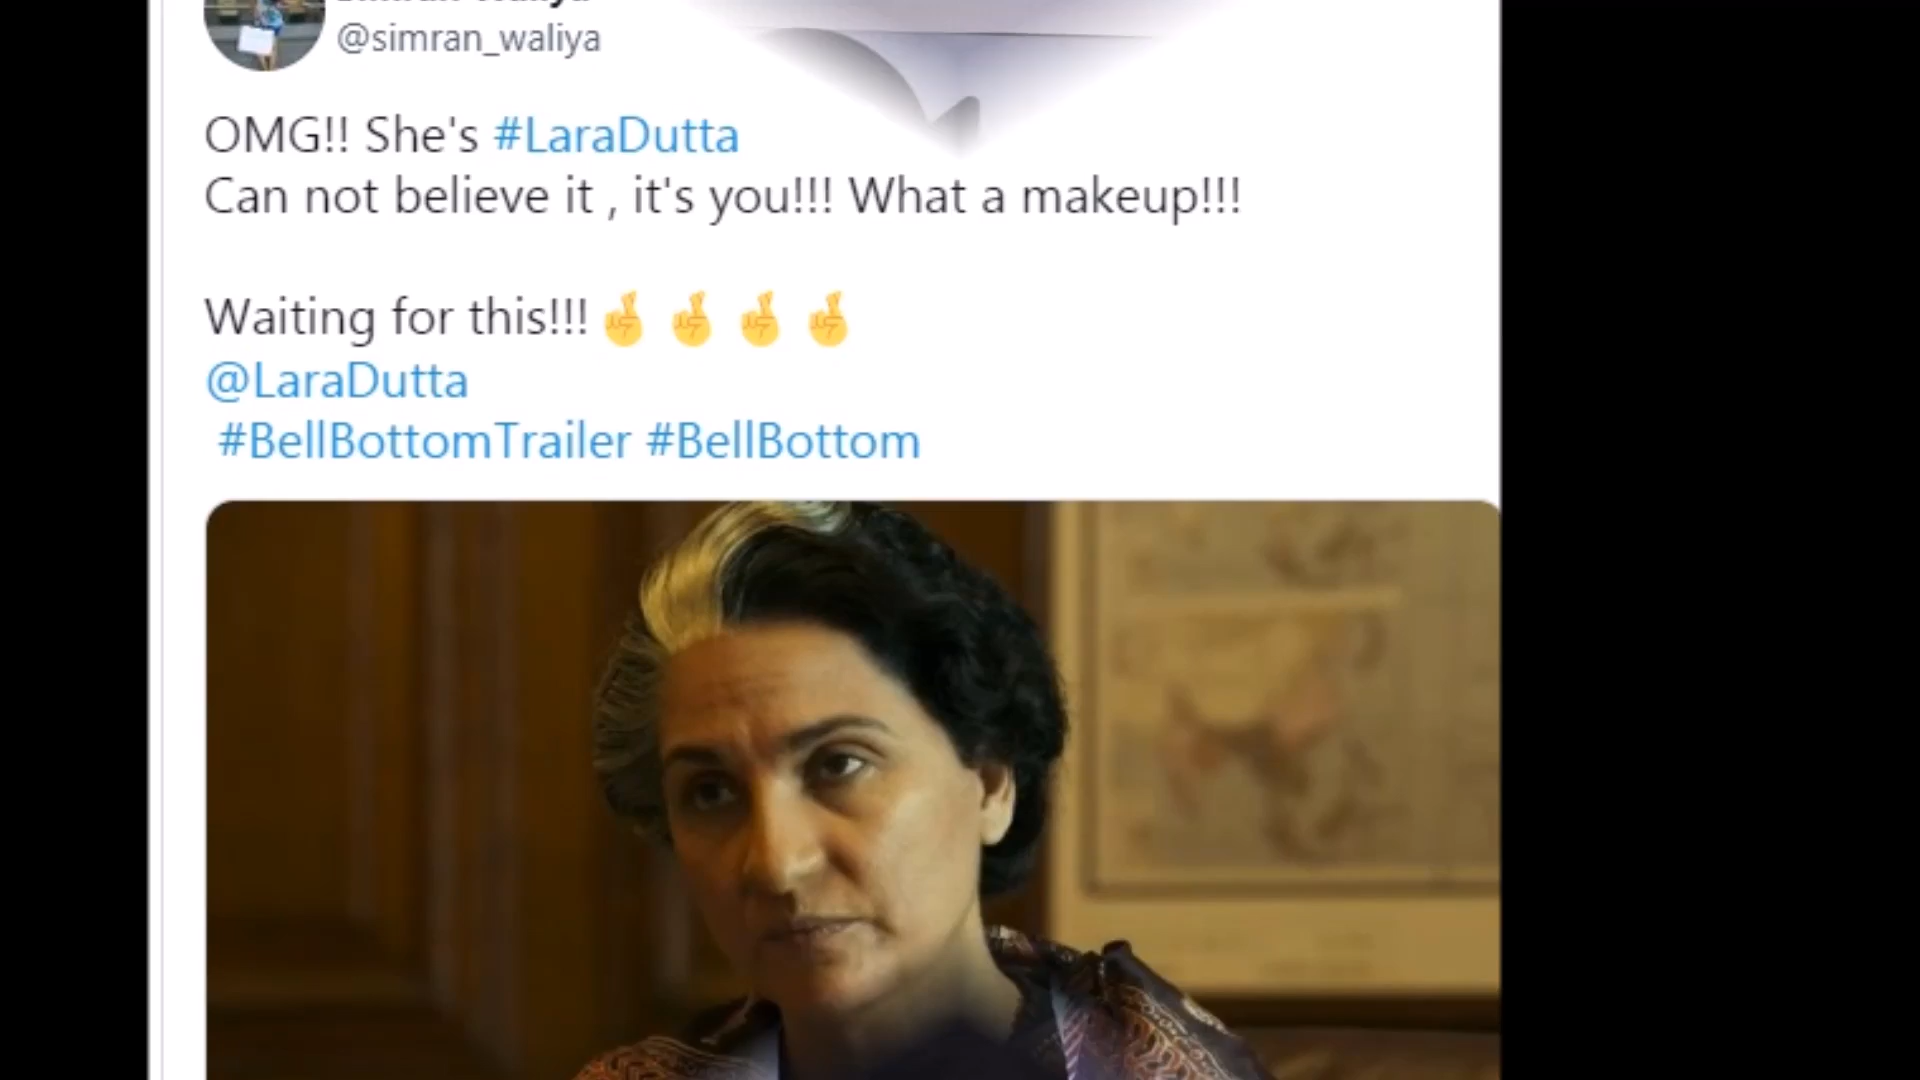 @simran_waliya
OMG!! She's #LaraDutta
Can not believe it , it's you!!! What a makeup!!!
Waiting for this!!!🤞 🤞 🤞 🤞
@LaraDutta
#BellBottomTrailer #BellBottom